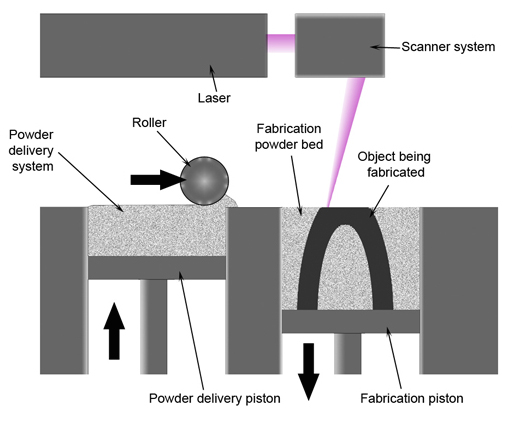 Scanner system
Laser
Roller
Powder
delivery
system
Fabrication
powder bed
Object being
fabricated
Powder delivery piston
Fabrication piston